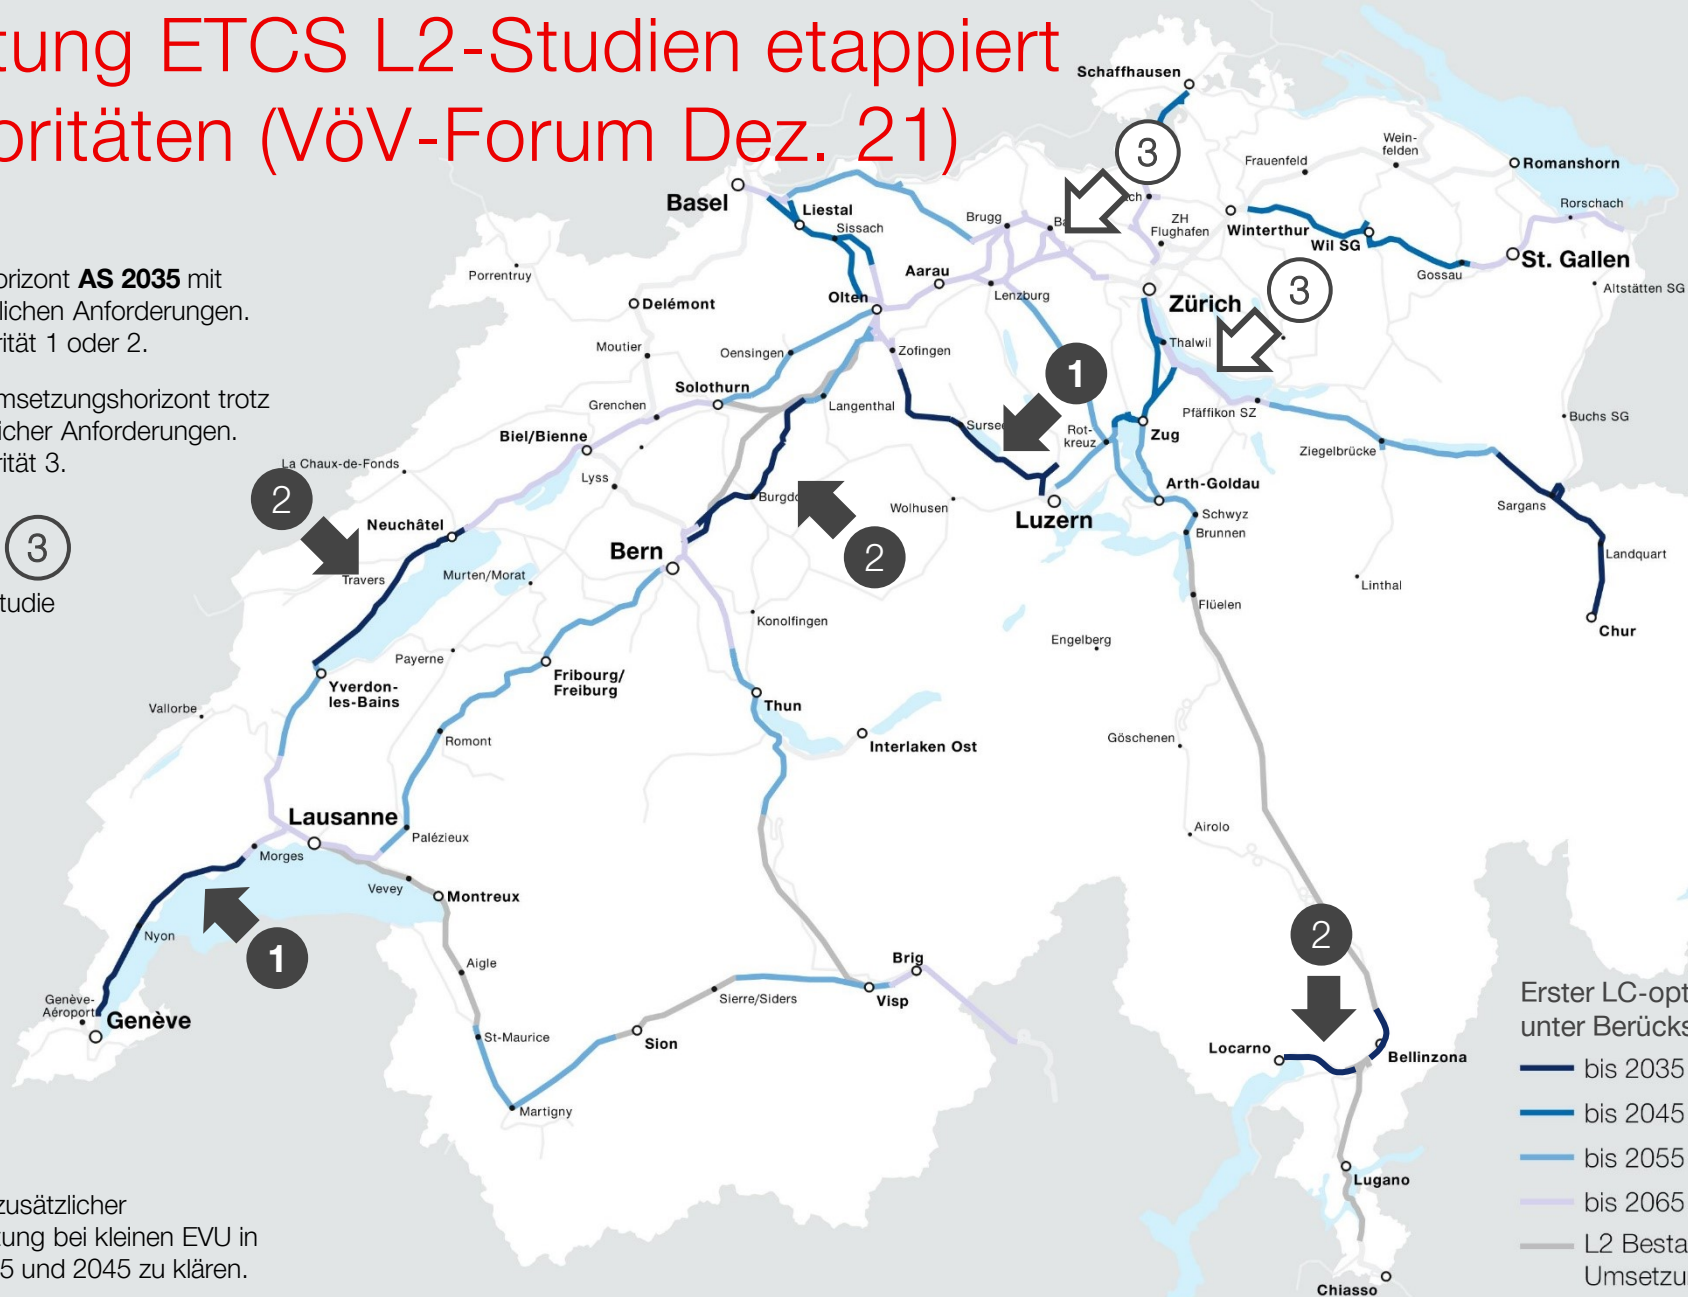 tung ETCS L2-Studien etappiert
oritäten (VöV-Forum Dez. 21)
orizont AS 2035 mit
lichen Anforderungen.
rität 1 oder 2.
msetzungshorizont trotz
icher Anforderungen.
rität 3.
3
tudie
zusätzlicher
tung bei kleinen EVU in
5 und 2045 zu klären.
Schaffhausen
3
Wein-
felden
Frauenfeld
Romanshorn
Basel
Liestal
Sissach
Brugg
Ba
ch
ZH
Flughafen
Winterthur
Wil SG
Rorschach
Gossau
St. Gallen
Altstätten SG
Porrentruy
Delémont
Aarau
Olten
Lenzburg
Zürich
3
Thalwil
Moutier
Oensingen
Zofingen
Solothurn
Grenchen
Langenthal
1
Pfäffikon SZ
Buchs SG
Biel/Bienne
Sursee
Rot-
kreuz
Zug
Ziegelbrücke
La Chaux-de-Fonds
2
Lyss
Burgdo
Wolhusen
Arth-Goldau
Sargans
Neuchâtel
Luzern
Schwyz
Brunnen
Bern
2
Landquart
Travers
Murten/Morat
Linthal
Flüelen
Konolfingen
Chur
Engelberg
Payerne
Fribourg/
Freiburg
Yverdon-
les-Bains
Thun
Vallorbe
Romont
Interlaken Ost
Göschenen
Lausanne
Palézieux
Airolo
Morges
Vevey
Montreux
Nyon
1
2
Aigle
Brig
Genève-
Aéroport
Genève
Sierre/Siders
Visp
St-Maurice
Sion
Locarno
Bellinzona
Martigny
Lugano
Chiasso
Erster LC-opt
unter Berücks
bis 2035
bis 2045
bis 2055
bis 2065
L2 Besta
Umsetzu